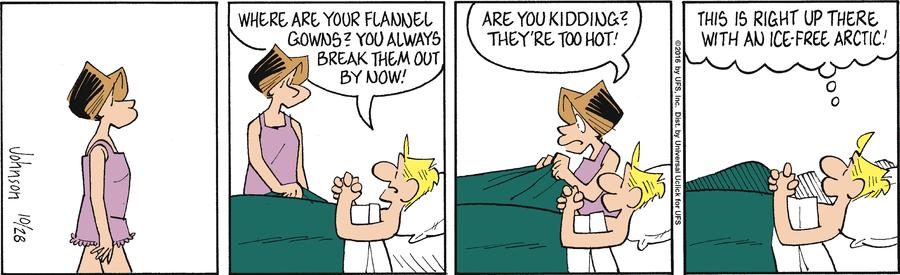 Johnson 10/28
WHERE ARE YOUR FLANNEL
GOWNS? YOU ALWAYS
BREAK THEM OUT
BY NOW!
ARE YOU KIDDING?
THEY'RE TOO HOT!
©2016 by UFS, Inc. Dist. by Universal Uclick for UFS
THIS IS RIGHT UP THERE
WITH AN ICE-FREE ARCTIC!